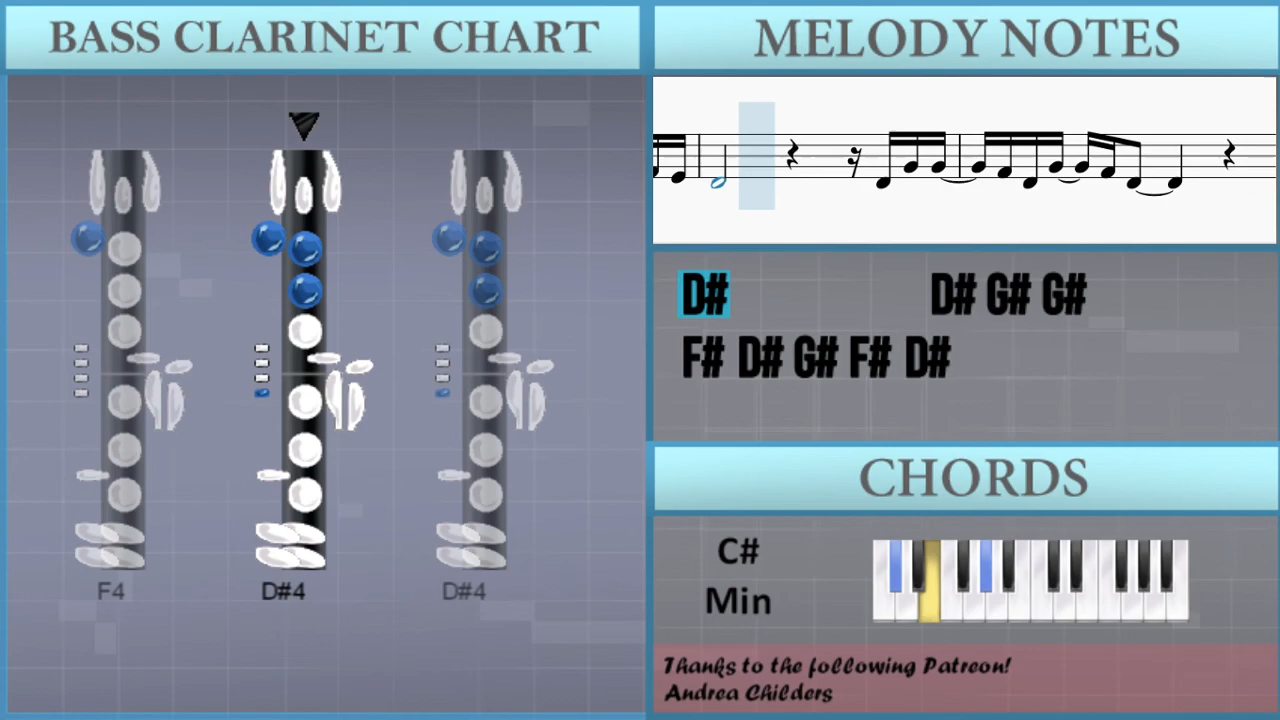 BASS CLARINET CHART
F4
D#4
D#4
MELODY NOTES
D# D# G# G#
F# D# G# F# D#
CHORDS
C#
Min
Thanks to the following Patreon!
Andrea Childers